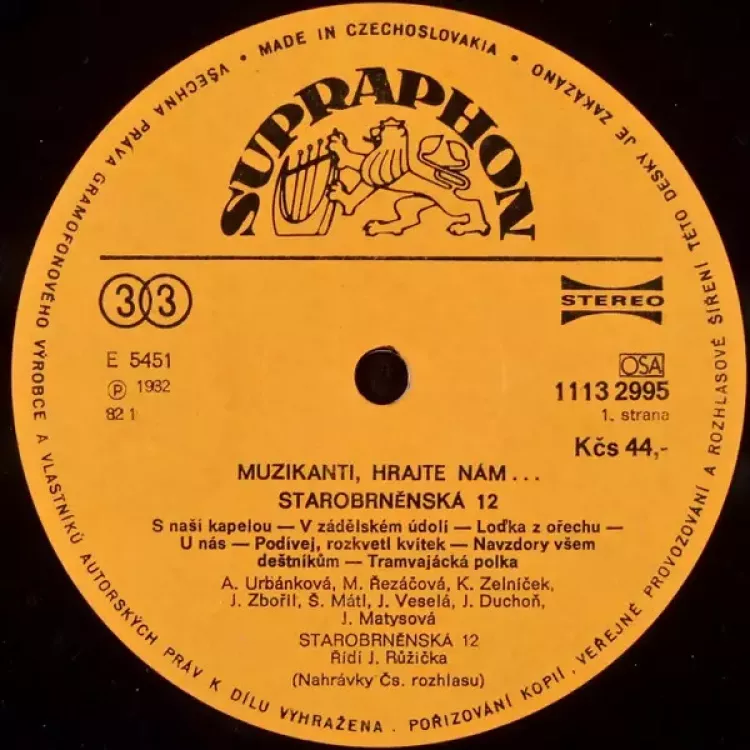 VŠECHNA PRÁVA GRAMOFONOVÉHO VÝROBCE A VLASTNÍKŮ AUTORSKÝCH PRÁV K DÍLU VYHRAŽENA. POŘIZOVÁNÍ KOPIÍ, VEŘEJNÉ PROVOZOVÁNÍ A ROZHLASOVÉ ŠÍŘENÍ TÉTO DESKY JE ZAKÁZÁNO • MADE IN CZECHOSLOVAKIA •
SUPRAPHON
33
STEREO
E 5451
Ⓟ 1982
82 1
OSA
1113 2995
1. strana
Kčs 44,-
MUZIKANTI, HRAJTE NÁM...
STAROBRNĚNSKÁ 12
S naší kapelou — V zádělském údolí — Loďka z ořechu —
U nás — Podívej, rozkvetl kvítek — Navzdory všem
deštníkům — Tramvajácká polka
A. Urbánková, M. Řezáčová, K. Zelníček,
J. Zbořil, Š. Mátl, J. Veselá, J. Duchoň,
J. Matysová
STAROBRNĚNSKÁ 12
Řídí J. Růžička
(Nahrávky Čs. rozhlasu)